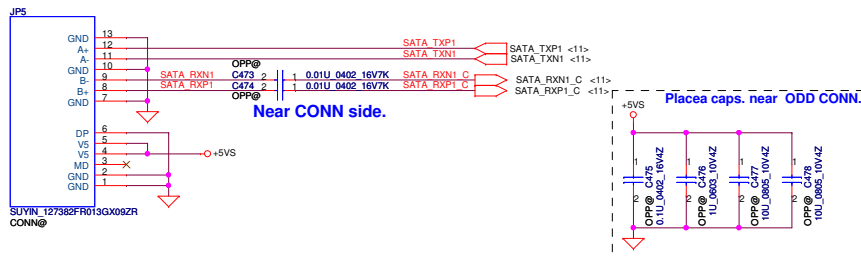 JP5
GND 13
A+ 12 SATA_TXP1 SATA_TXP1 <11>
A- 11 SATA_TXN1 SATA_TXN1 <11>
GND 10 OPP@
B- 9 SATA_RXN1 C473 2 1 0.01U_0402_16V7K SATA_RXN1_C SATA_RXN1_C <11>
B+ 8 SATA_RXP1 C474 2 1 0.01U_0402_16V7K SATA_RXP1_C SATA_RXP1_C <11>
GND 7 OPP@
Near CONN side.
DP 6
V5 5
V5 4 +5VS
MD 3
GND 2
GND 1
SUYIN_127382FR013GX09ZR
CONN@
Placea caps. near ODD CONN.
+5VS
1 2 OPP@ C475
0.1U_0402_16V4Z
1 2 OPP@ C476
1U_0603_10V4Z
1 2 OPP@ C477
10U_0805_10V4Z
1 2 OPP@ C478
10U_0805_10V4Z